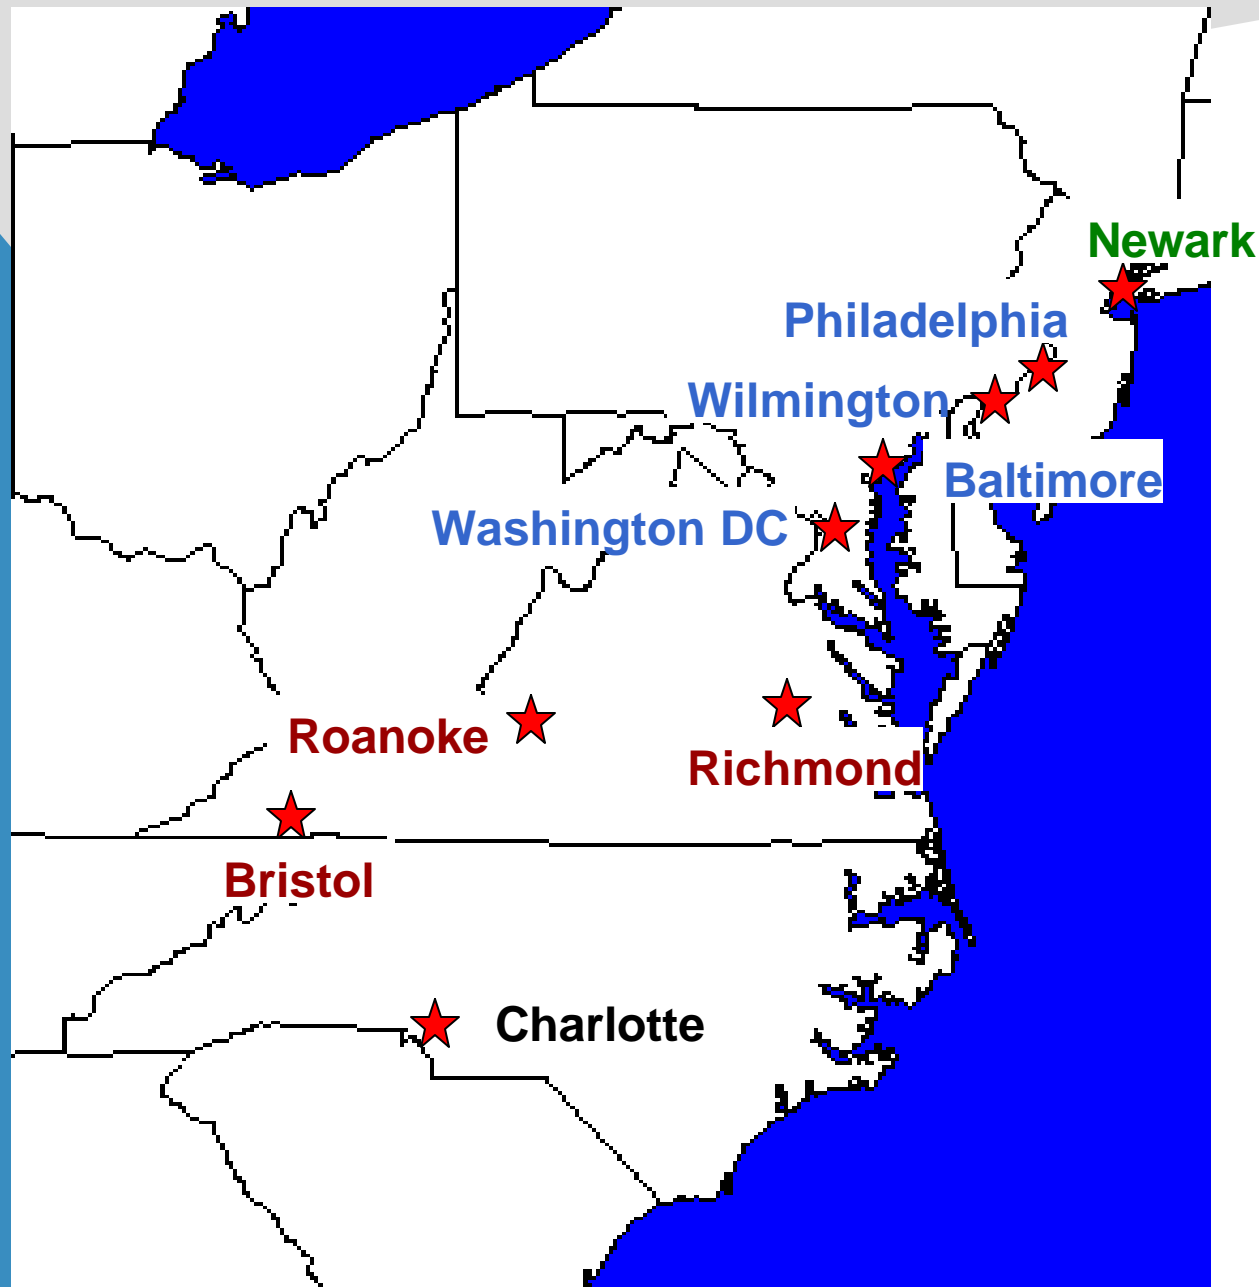 Newark
Philadelphia
Wilmington
Baltimore
Washington DC
Roanoke
Richmond
Bristol
Charlotte